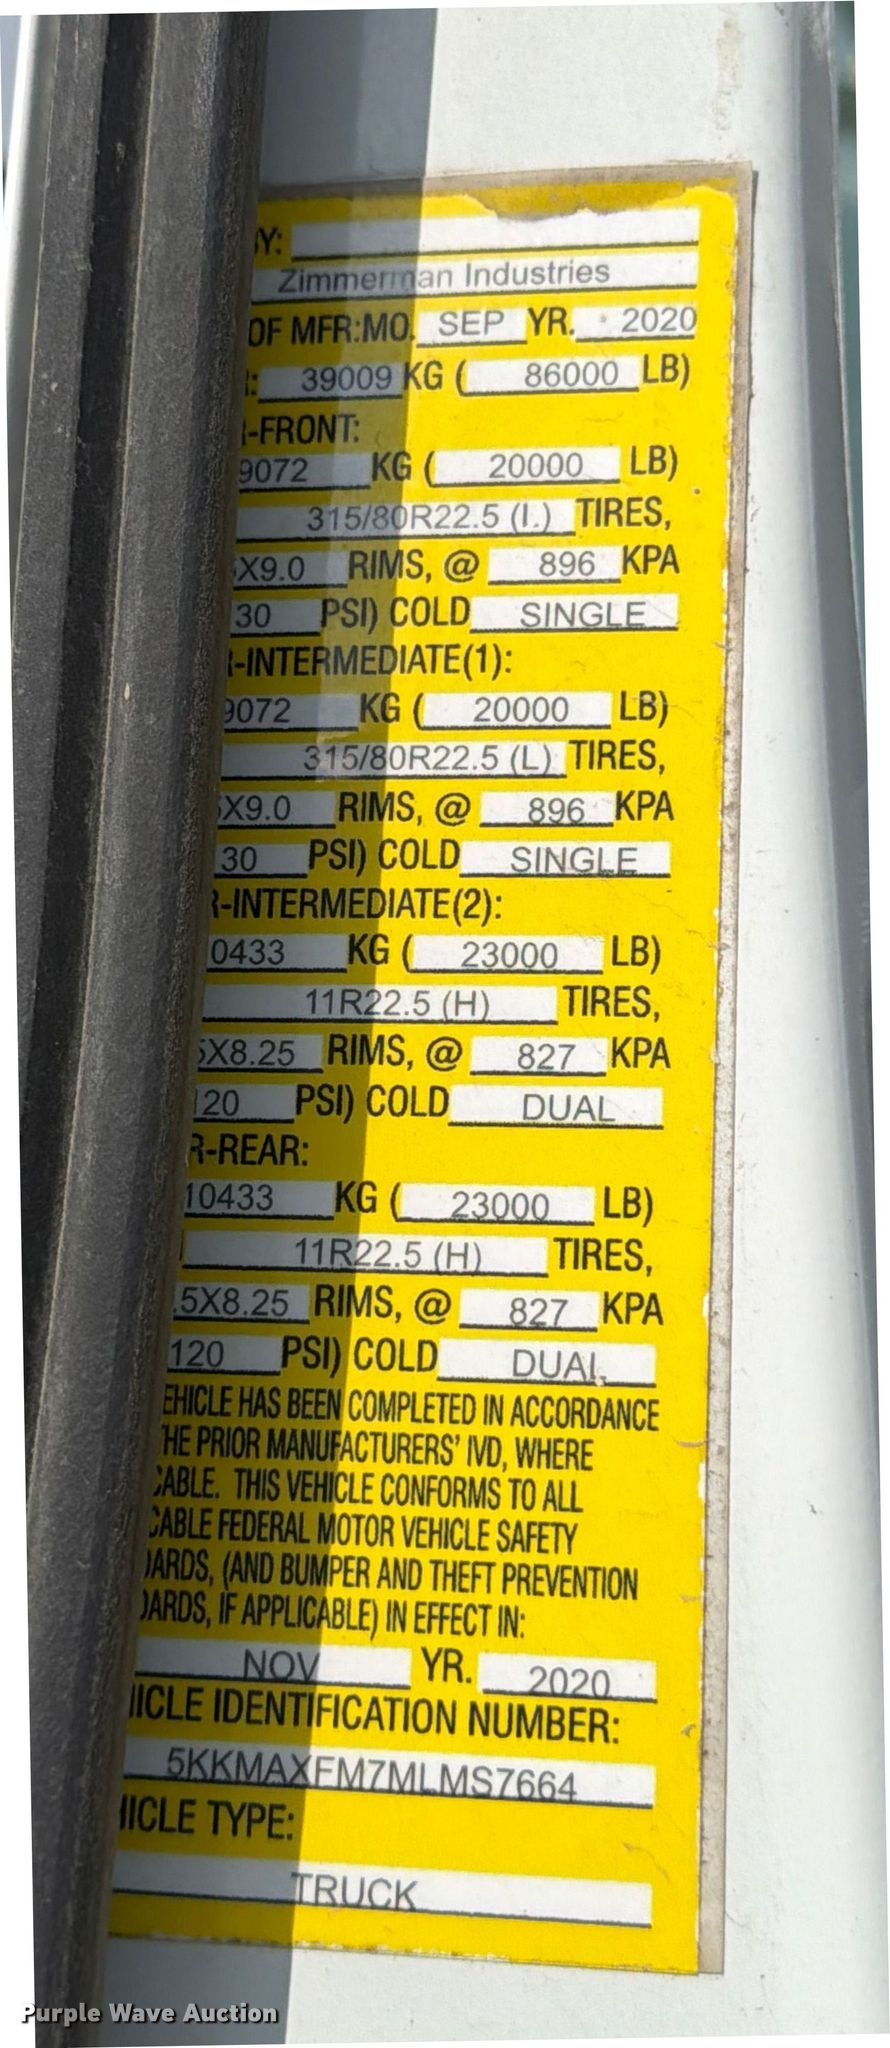 Y:
Zimmerman Industries
OF MFR:MO. SEP YR. 2020
: 39009 KG ( 86000 LB)
-FRONT:
9072 KG ( 20000 LB)
315/80R22.5 (L) TIRES,
X9.0 RIMS, @ 896 KPA
30 PSI) COLD SINGLE
R-INTERMEDIATE(1):
9072 KG ( 20000 LB)
315/80R22.5 (L) TIRES,
X9.0 RIMS, @ 896 KPA
30 PSI) COLD SINGLE
R-INTERMEDIATE(2):
0433 KG ( 23000 LB)
11R22.5 (H) TIRES,
5X8.25 RIMS, @ 827 KPA
120 PSI) COLD DUAL
R-REAR:
10433 KG ( 23000 LB)
11R22.5 (H) TIRES,
.5X8.25 RIMS, @ 827 KPA
120 PSI) COLD DUAL
EHICLE HAS BEEN COMPLETED IN ACCORDANCE
HE PRIOR MANUFACTURERS' IVD, WHERE
CABLE. THIS VEHICLE CONFORMS TO ALL
CABLE FEDERAL MOTOR VEHICLE SAFETY
DARDS, (AND BUMPER AND THEFT PREVENTION
DARDS, IF APPLICABLE) IN EFFECT IN:
NOV YR. 2020
HICLE IDENTIFICATION NUMBER:
5KKMAXFM7MLMS7664
HICLE TYPE:
TRUCK
Purple Wave Auction